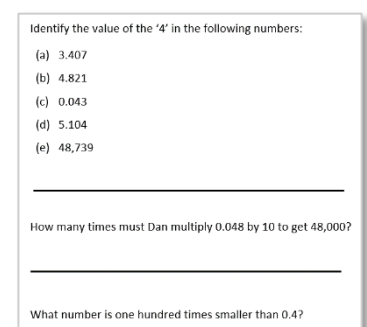 Identify the value of the ‘4’ in the following numbers:
(a) 3.407
(b) 4.821
(c) 0.043
(d) 5.104
(e) 48,739
How many times must Dan multiply 0.048 by 10 to get 48,000?
What number is one hundred times smaller than 0.4?